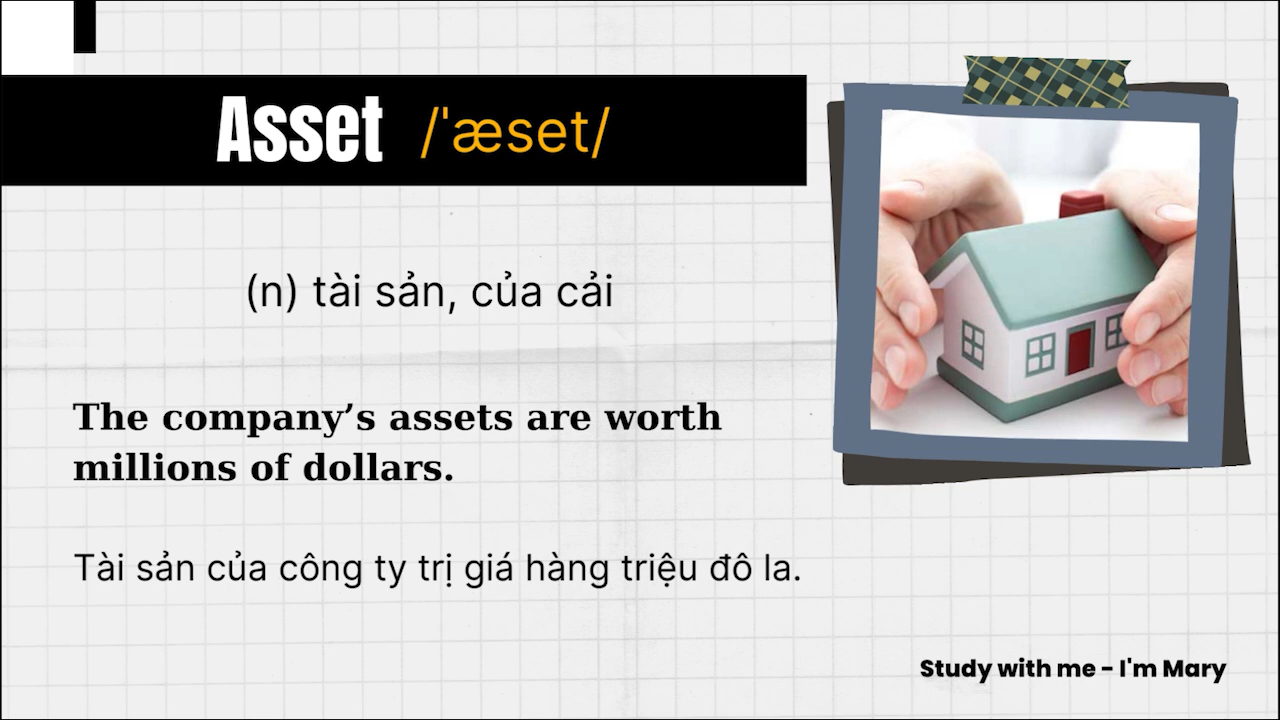 Asset /ˈæset/
(n) tài sản, của cải
The company’s assets are worth
millions of dollars.
Tài sản của công ty trị giá hàng triệu đô la.
Study with me - I'm Mary